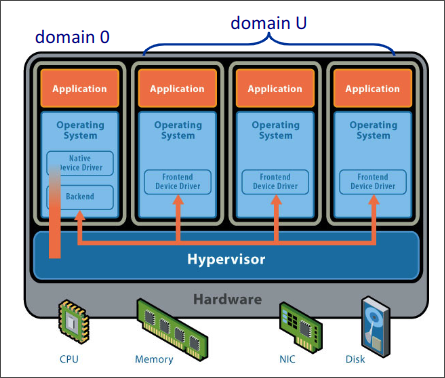 domain 0
domain U
Application
Application
Application
Application
Operating
System
Operating
System
Operating
System
Operating
System
Native
Device Driver
Backend
Frontend
Device Driver
Frontend
Device Driver
Frontend
Device Driver
Hypervisor
Hardware
CPU
Memory
NIC
Disk